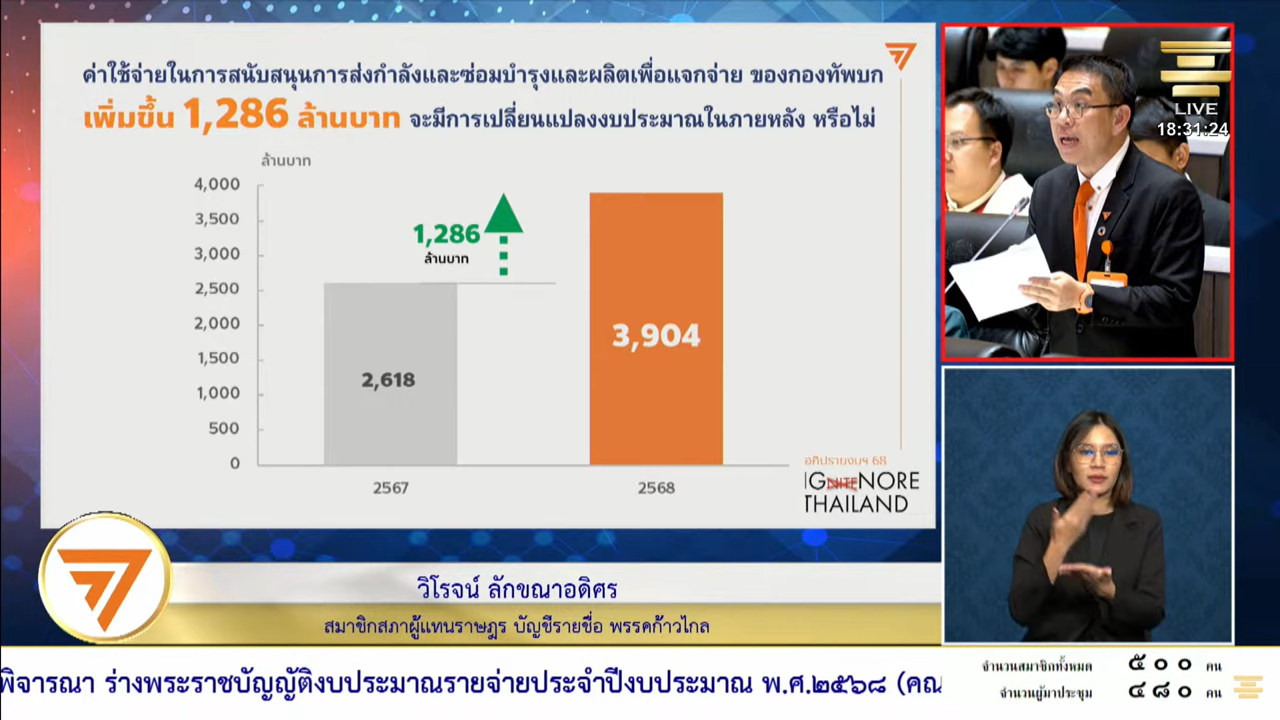 ค่าใช้จ่ายในการสนับสนุนการส่งกำลังและซ่อมบำรุงและผลิตเพื่อแจกจ่าย ของกองทัพบก
เพิ่มขึ้น 1,286 ล้านบาท จะมีการเปลี่ยนแปลงงบประมาณในภายหลัง หรือไม่
ล้านบาท
4,000
3,500
3,000
2,500
2,000
1,500
1,000
500
0
1,286
ล้านบาท
2,618
3,904
2567
2568
อภิปรายงบฯ 68
IGNITENORE
THAILAND
LIVE
18:31:24
วิโรจน์ ลักขณาอดิศร
สมาชิกสภาผู้แทนราษฎร บัญชีรายชื่อ พรรคก้าวไกล
พิจารณา ร่างพระราชบัญญัติงบประมาณรายจ่ายประจำปีงบประมาณ พ.ศ.๒๕๖๘ (คณ
จำนวนสมาชิกทั้งหมด ๕๐๐ คน
จำนวนผู้มาประชุม ๔๘๐ คน